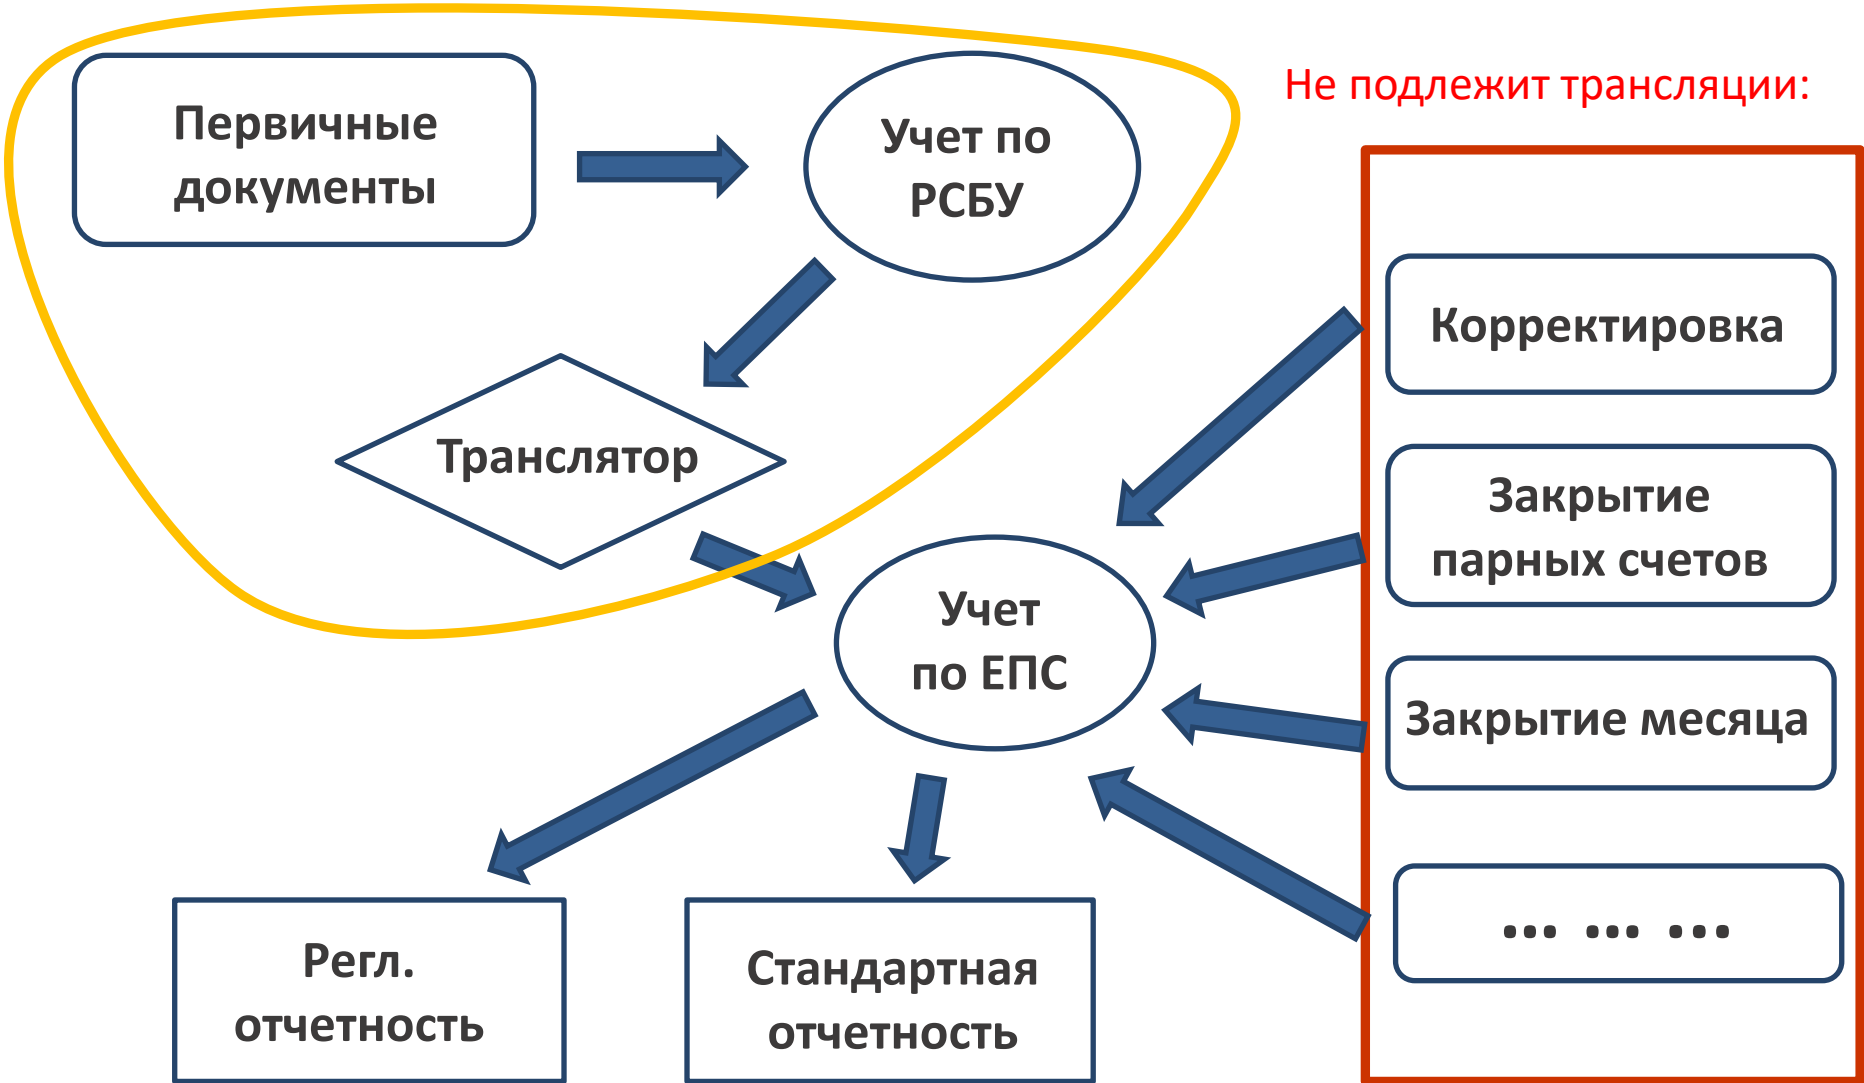 Первичные
документы
Учет по
РСБУ
Не подлежит трансляции:
Корректировка
Транслятор
Закрытие
парных счетов
Учет
по ЕПС
Закрытие месяца
... ... ...
Регл.
отчетность
Стандартная
отчетность